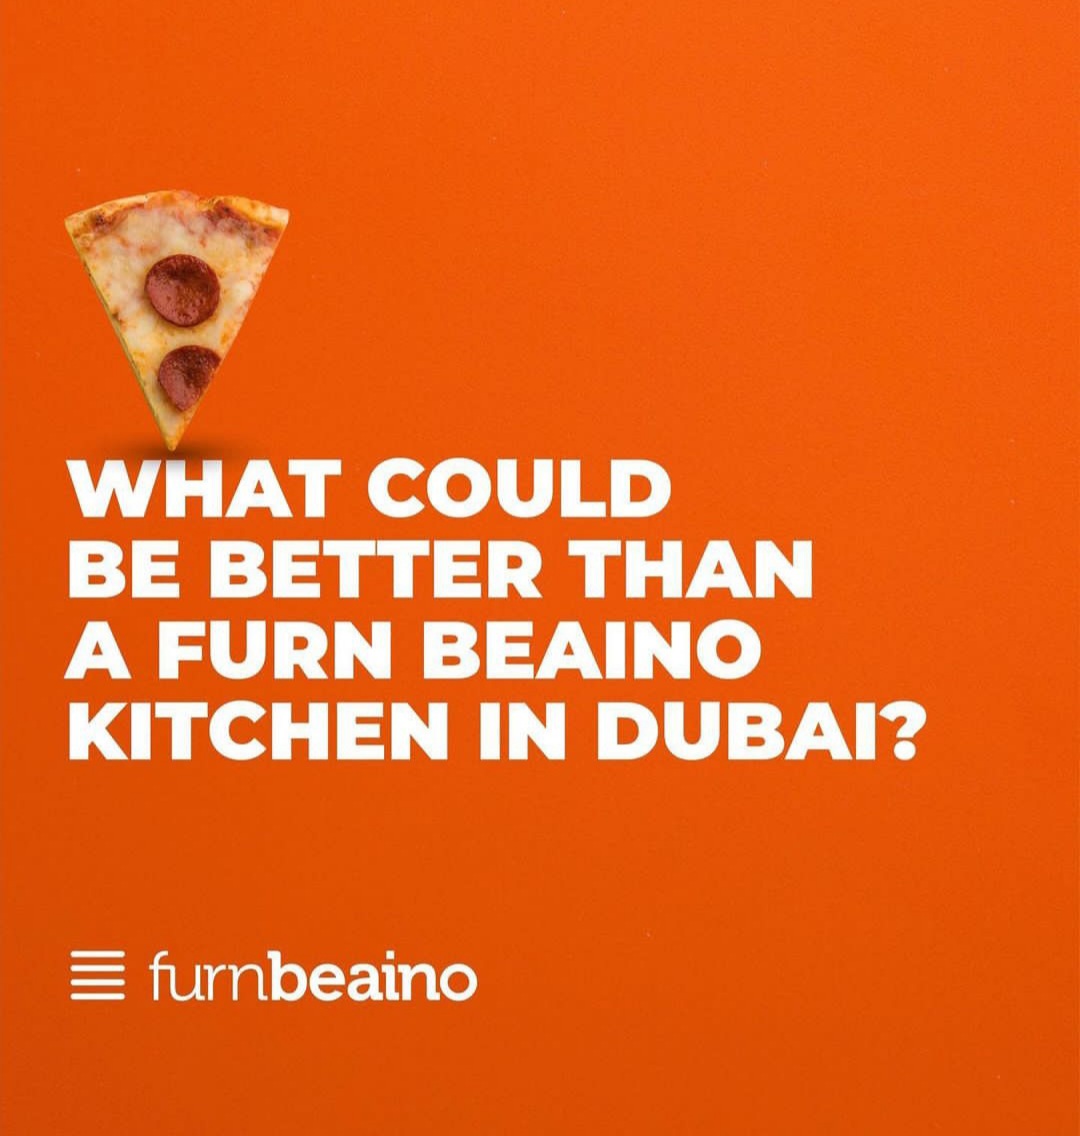 WHAT COULD
BE BETTER THAN
A FURN BEAINO
KITCHEN IN DUBAI?
furnbeaino